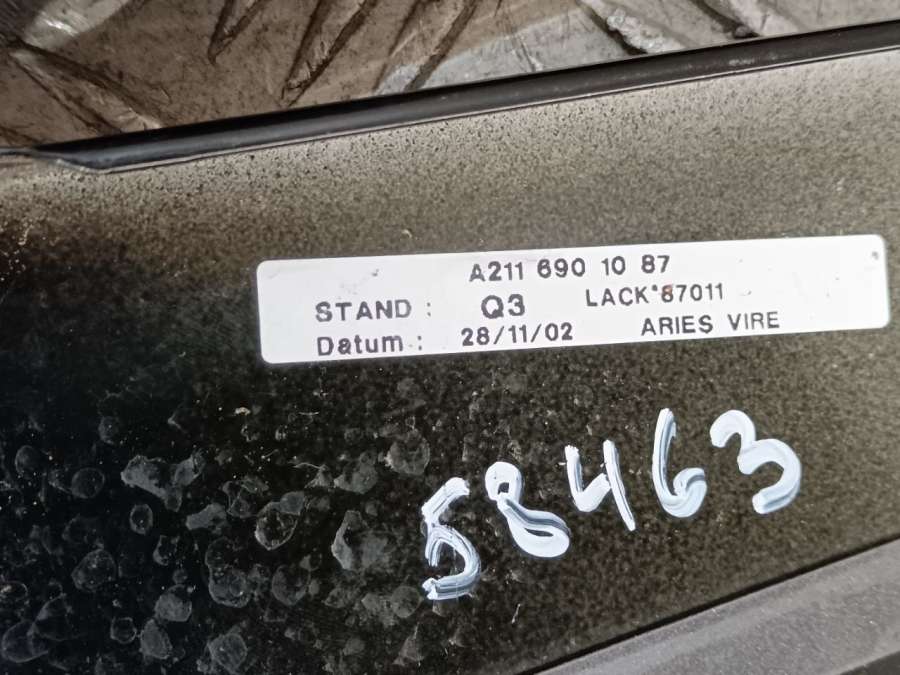 A211 690 10 87
STAND : Q3 LACK*87011
Datum : 28/11/02 ARIES VIRE
58463